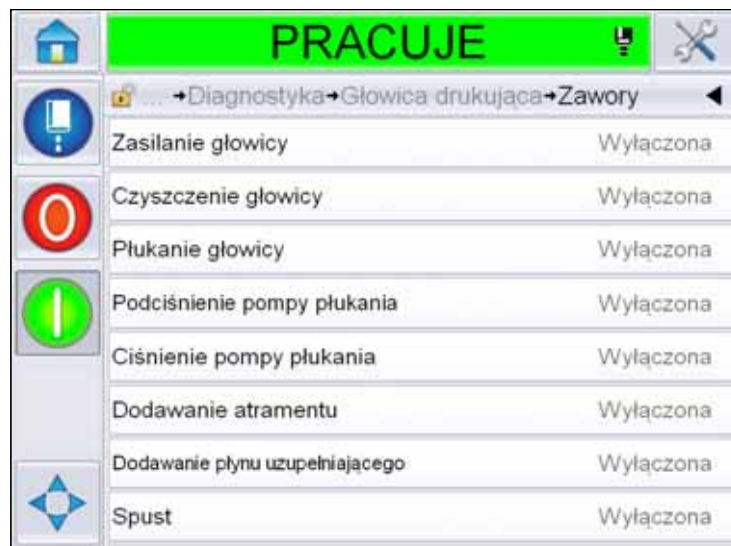 PRACUJE
... →Diagnostyka→Głowica drukująca→Zawory
Zasilanie głowicy Wyłączona
Czyszczenie głowicy Wyłączona
Płukanie głowicy Wyłączona
Podciśnienie pompy płukania Wyłączona
Ciśnienie pompy płukania Wyłączona
Dodawanie atramentu Wyłączona
Dodawanie płynu uzupełniającego Wyłączona
Spust Wyłączona